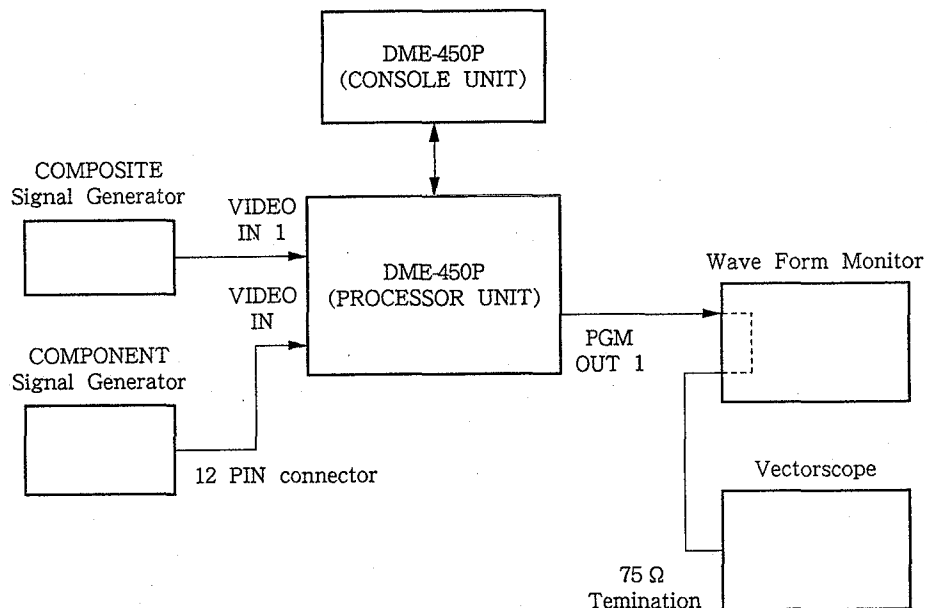 DME-450P
(CONSOLE UNIT)
COMPOSITE
Signal Generator
VIDEO
IN 1
DME-450P
(PROCESSOR UNIT)
VIDEO
IN
Wave Form Monitor
PGM
OUT 1
COMPONENT
Signal Generator
12 PIN connector
Vectorscope
75 Ω
Temination